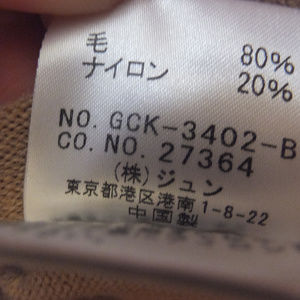 毛 80%
ナイロン 20%
NO. GCK-3402-B
CO. NO. 27364
(株)ジュン
東京都港区港南1-8-22
中国製